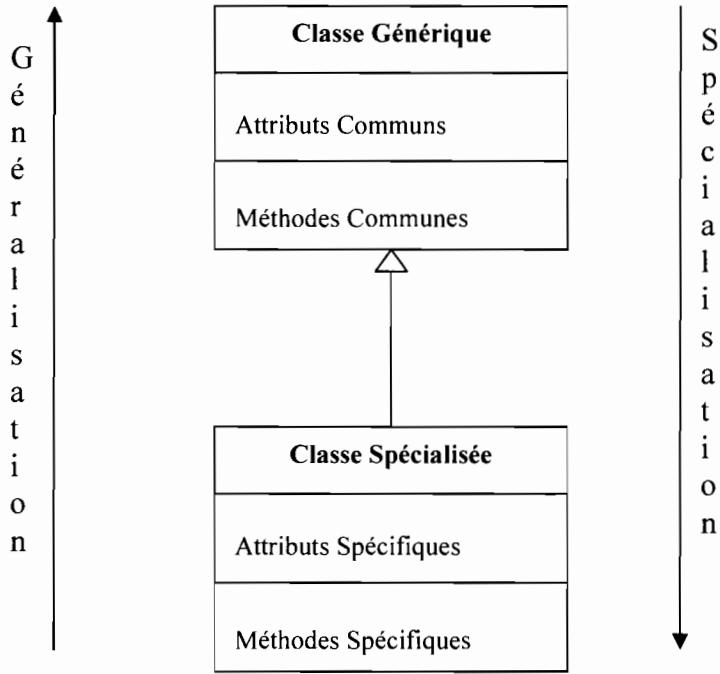 Généralisation
Classe Générique
Attributs Communs
Méthodes Communes
Classe Spécialisée
Attributs Spécifiques
Méthodes Spécifiques
Spécialisation